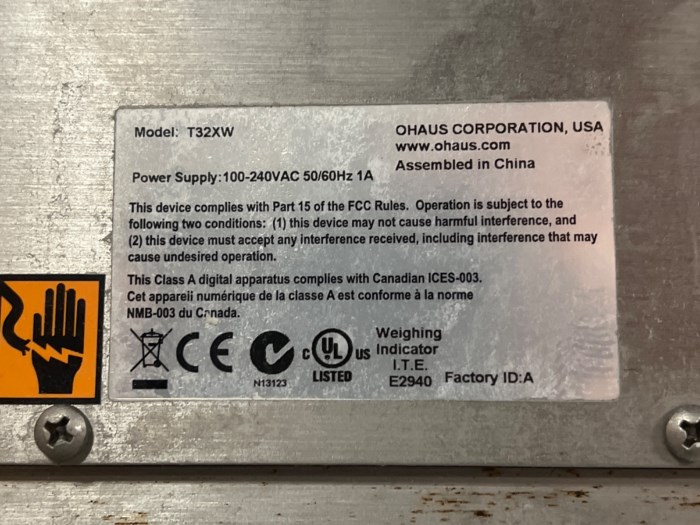 Model: T32XW
OHAUS CORPORATION, USA
www.ohaus.com
Assembled in China
Power Supply:100-240VAC 50/60Hz 1A
This device complies with Part 15 of the FCC Rules. Operation is subject to the
following two conditions: (1) this device may not cause harmful interference, and
(2) this device must accept any interference received, including interference that may
cause undesired operation.
This Class A digital apparatus complies with Canadian ICES-003.
Cet appareii numérique de la classe A est conforme à la norme
NMB-003 du Canada.
CE
N13123
c UL us
LISTED
Weighing
Indicator
I.T.E.
E2940
Factory ID:A